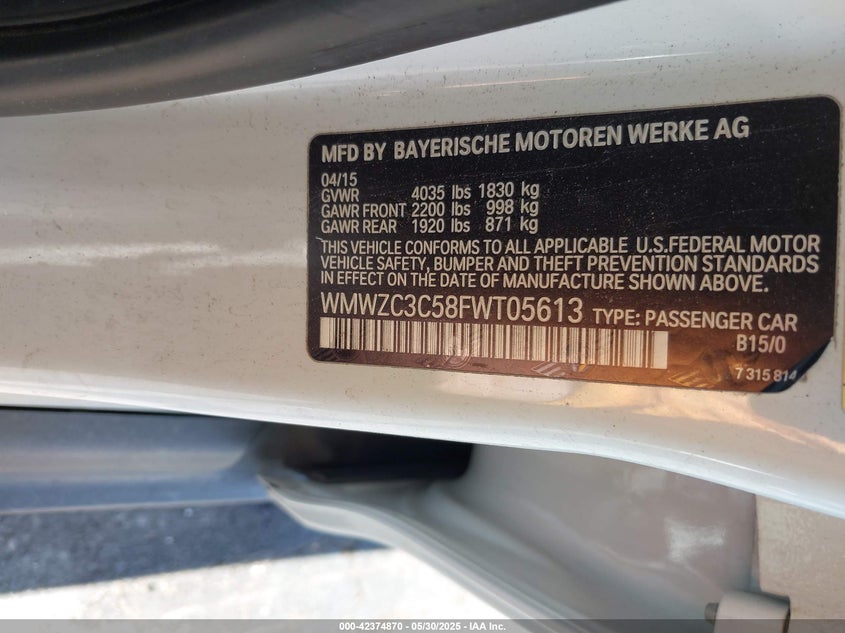 MFD BY BAYERISCHE MOTOREN WERKE AG
04/15
GVWR 4035 lbs 1830 kg
GAWR FRONT 2200 lbs 998 kg
GAWR REAR 1920 lbs 871 kg
THIS VEHICLE CONFORMS TO ALL APPLICABLE U.S.FEDERAL MOTOR
VEHICLE SAFETY, BUMPER AND THEFT PREVENTION STANDARDS
IN EFFECT ON THE DATE OF MANUFACTURE SHOWN ABOVE.
WMWZC3C58FWT05613 TYPE: PASSENGER CAR
B15/0
7 315 814
000-42374870 - 05/30/2025 - IAA Inc.